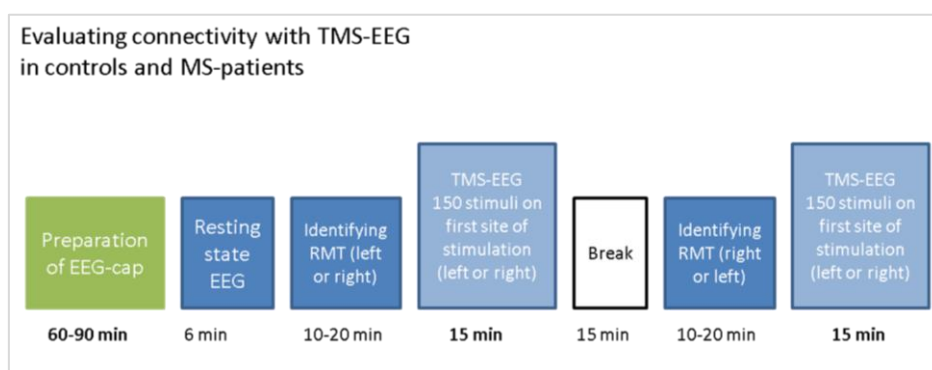 Evaluating connectivity with TMS-EEG
in controls and MS-patients
Preparation
of EEG-cap
Resting
state
EEG
Identifying
RMT (left
or right)
TMS-EEG
150 stimuli on
first site of
stimulation
(left or right)
Break
Identifying
RMT (right
or left)
TMS-EEG
150 stimuli on
first site of
stimulation
(left or right)
60-90 min
6 min
10-20 min
15 min
15 min
10-20 min
15 min